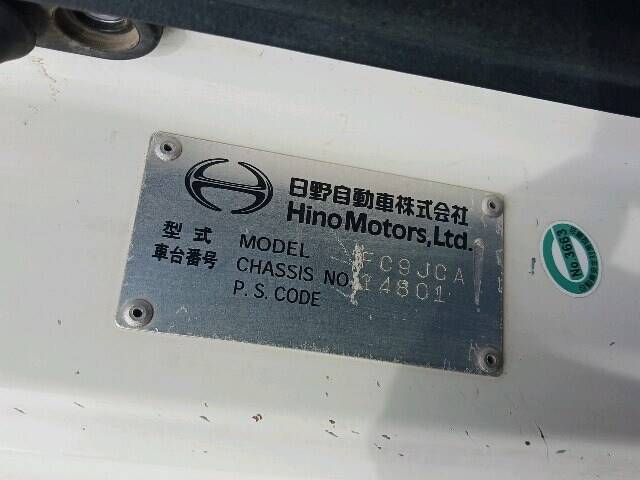 日野自動車株式会社
Hino Motors, Ltd.
型式 MODEL FC9JCA
車台番号 CHASSIS NO. 14801
P.S. CODE
No 3663